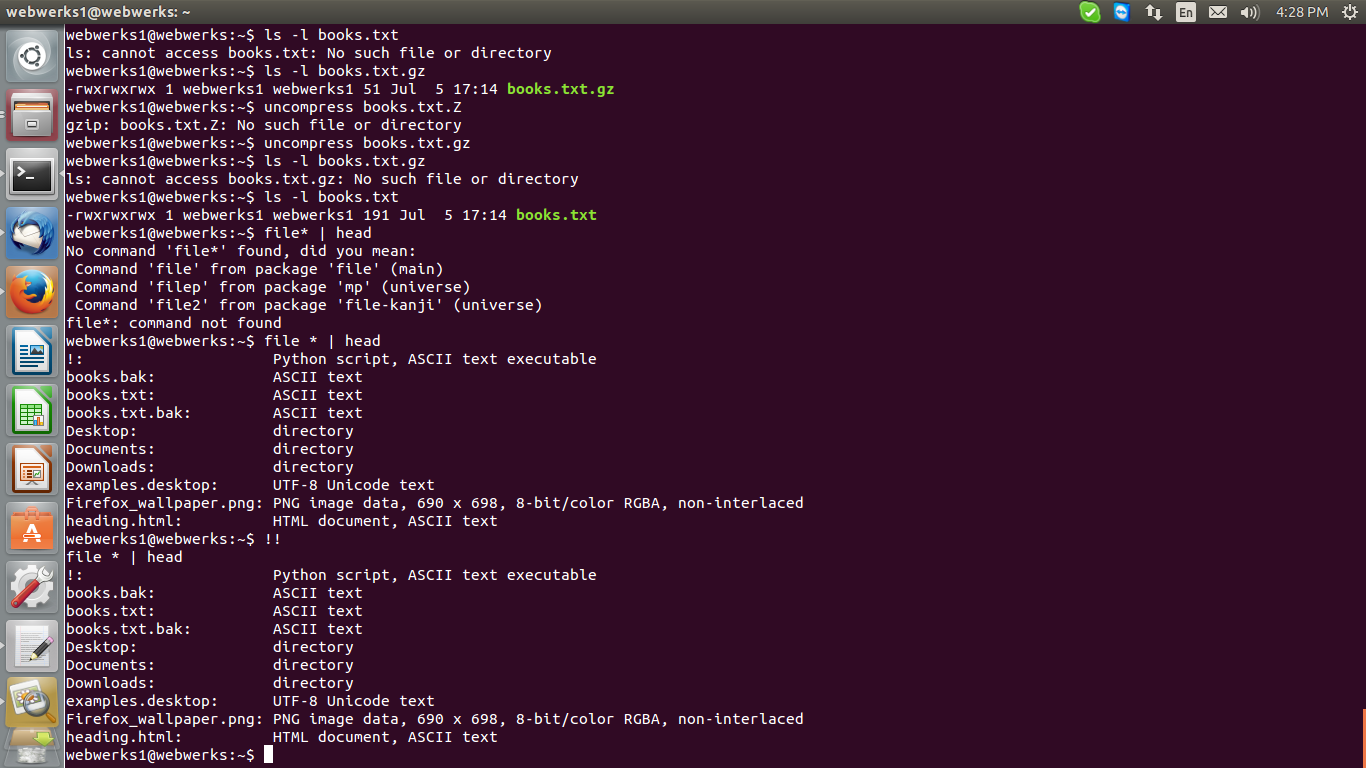 webwerks1@webwerks: ~
En
4:28 PM
webwerks1@webwerks:~$ ls -l books.txt
ls: cannot access books.txt: No such file or directory
webwerks1@webwerks:~$ ls -l books.txt.gz
-rwxrwxrwx 1 webwerks1 webwerks1 51 Jul  5 17:14 books.txt.gz
webwerks1@webwerks:~$ uncompress books.txt.Z
gzip: books.txt.Z: No such file or directory
webwerks1@webwerks:~$ uncompress books.txt.gz
webwerks1@webwerks:~$ ls -l books.txt.gz
ls: cannot access books.txt.gz: No such file or directory
webwerks1@webwerks:~$ ls -l books.txt
-rwxrwxrwx 1 webwerks1 webwerks1 191 Jul  5 17:14 books.txt
webwerks1@webwerks:~$ file* | head
No command 'file*' found, did you mean:
 Command 'file' from package 'file' (main)
 Command 'filep' from package 'mp' (universe)
 Command 'file2' from package 'file-kanji' (universe)
file*: command not found
webwerks1@webwerks:~$ file * | head
!:                     Python script, ASCII text executable
books.bak:             ASCII text
books.txt:             ASCII text
books.txt.bak:         ASCII text
Desktop:               directory
Documents:             directory
Downloads:             directory
examples.desktop:      UTF-8 Unicode text
Firefox_wallpaper.png: PNG image data, 690 x 698, 8-bit/color RGBA, non-interlaced
heading.html:          HTML document, ASCII text
webwerks1@webwerks:~$ !!
file * | head
!:                     Python script, ASCII text executable
books.bak:             ASCII text
books.txt:             ASCII text
books.txt.bak:         ASCII text
Desktop:               directory
Documents:             directory
Downloads:             directory
examples.desktop:      UTF-8 Unicode text
Firefox_wallpaper.png: PNG image data, 690 x 698, 8-bit/color RGBA, non-interlaced
heading.html:          HTML document, ASCII text
webwerks1@webwerks:~$